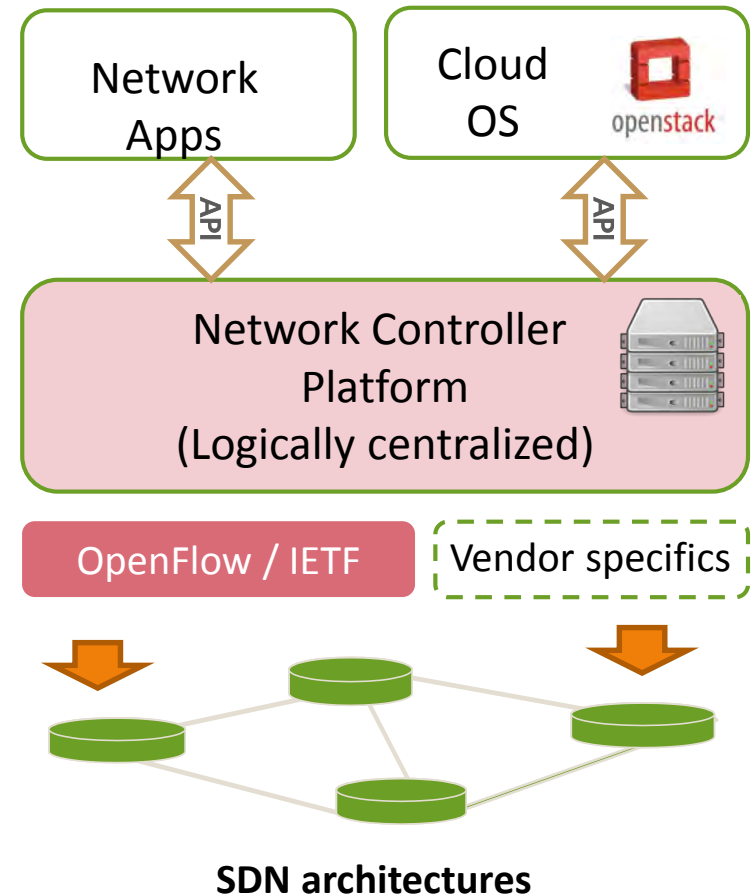 Network
Apps
Cloud
OS
openstack
API
API
Network Controller
Platform
(Logically centralized)
OpenFlow / IETF
Vendor specifics
SDN architectures